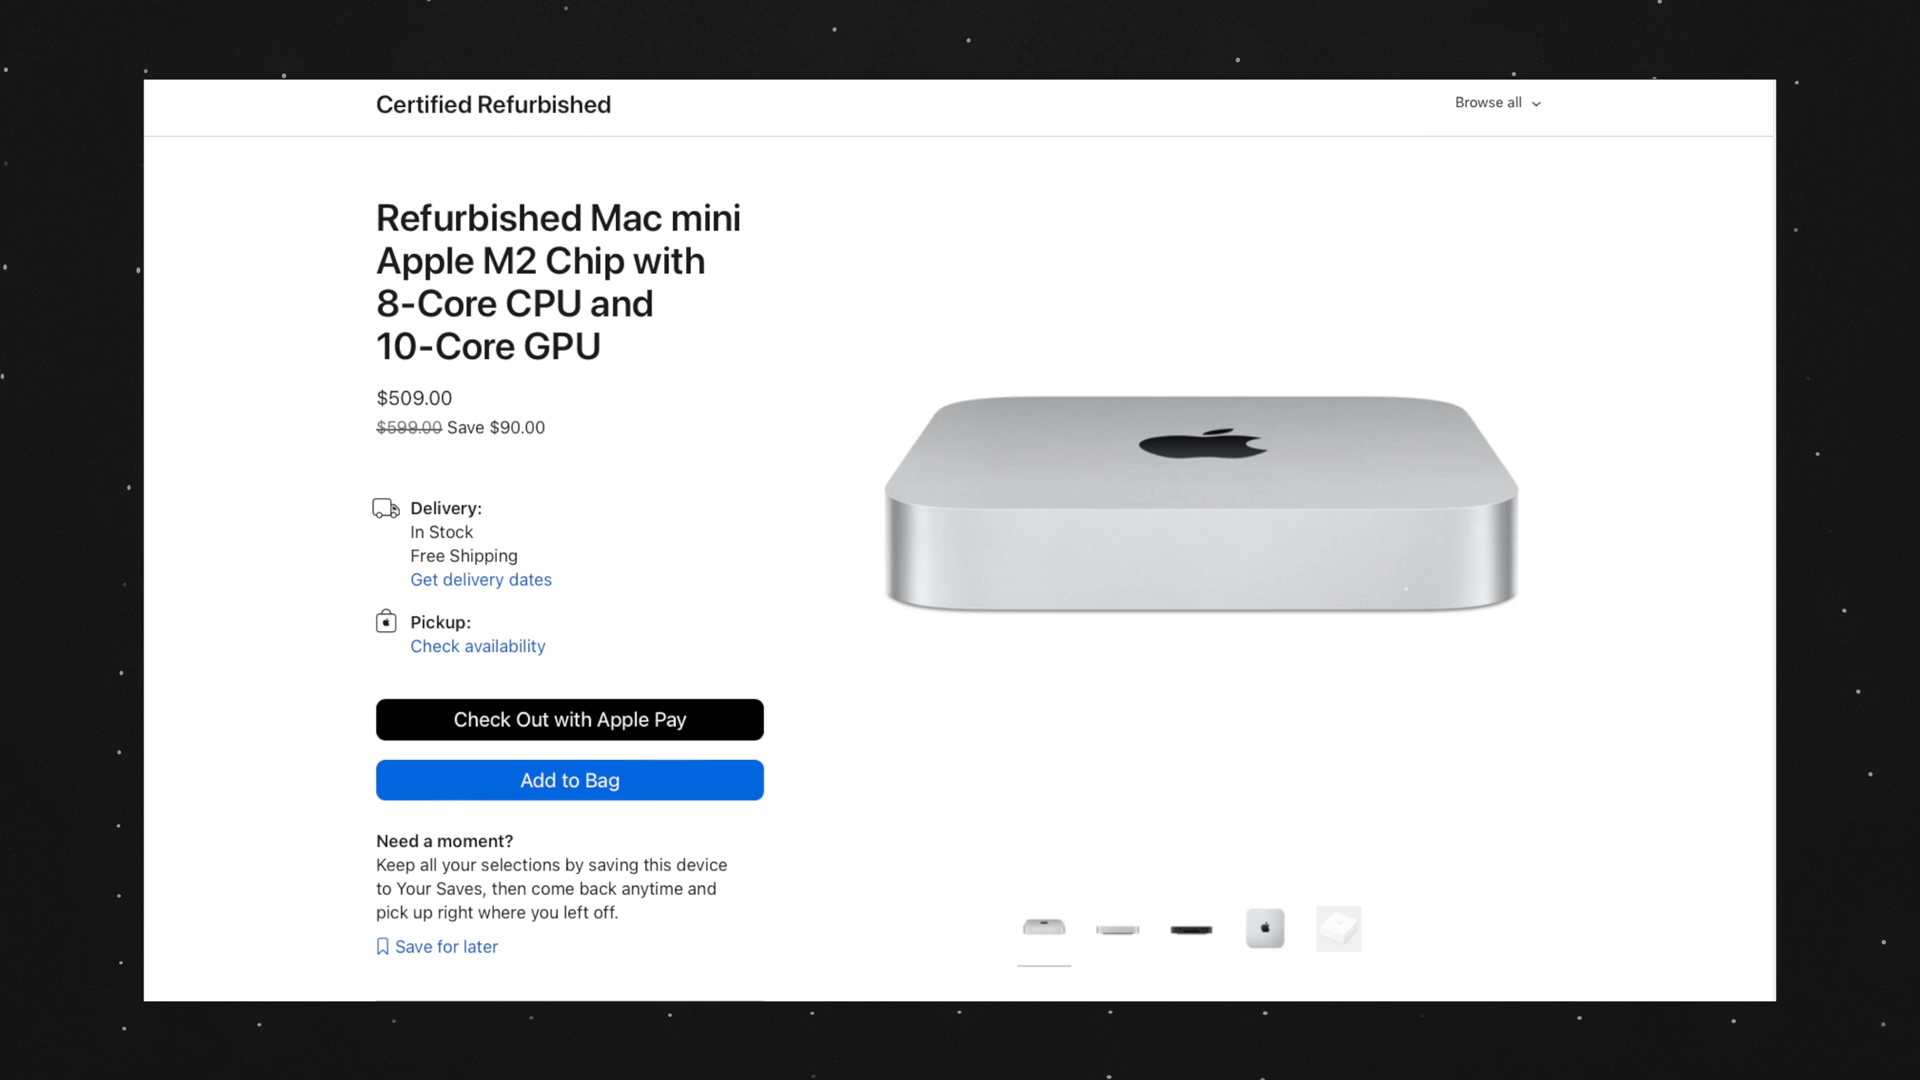 Certified Refurbished
Browse all
Refurbished Mac mini
Apple M2 Chip with
8-Core CPU and
10-Core GPU
$509.00
$599.00 Save $90.00
Delivery:
In Stock
Free Shipping
Get delivery dates
Pickup:
Check availability
Check Out with Apple Pay
Add to Bag
Need a moment?
Keep all your selections by saving this device
to Your Saves, then come back anytime and
pick up right where you left off.
Save for later